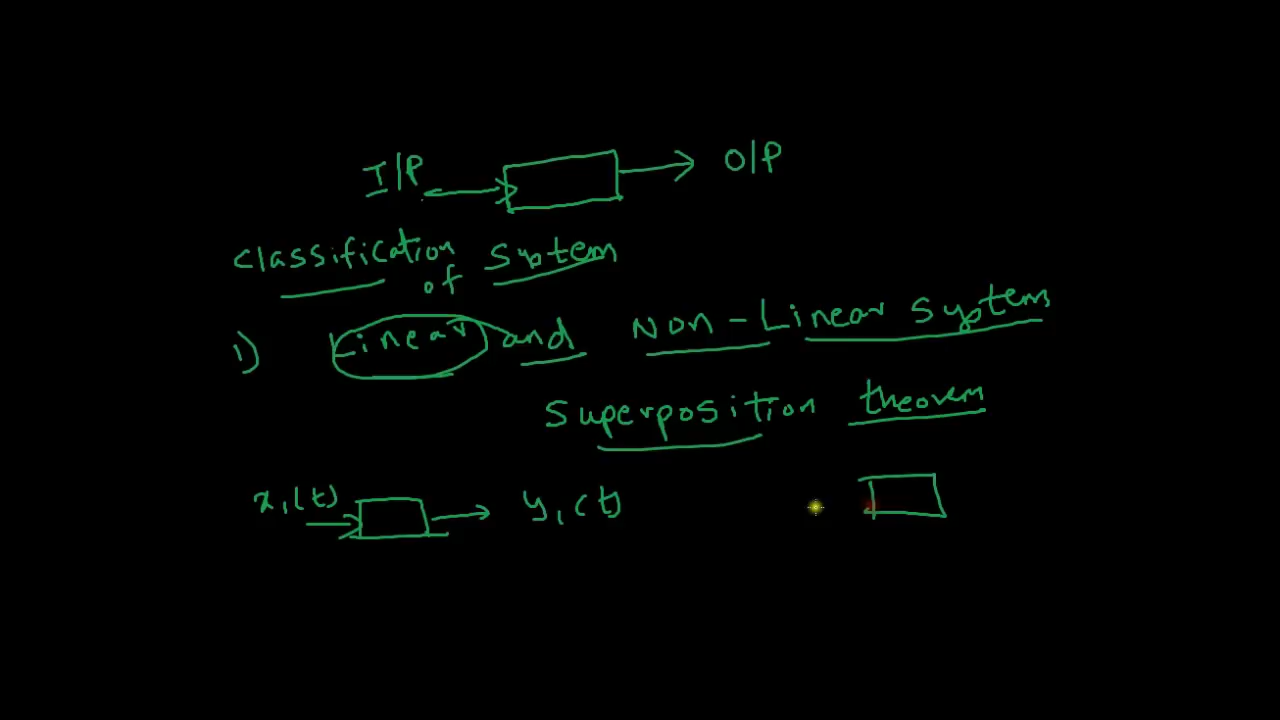 I/P O/P
classification of system
1) Linear and Non-Linear system
Superposition theorem
x₁(t) y₁(t)